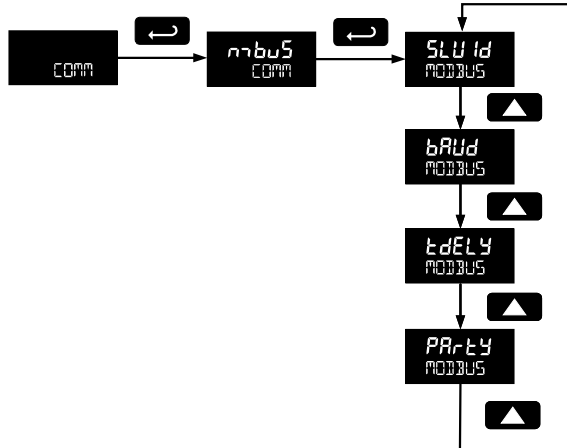 COMM
mbuS
COMM
SLV Id
MODBUS
bAUd
MODBUS
tdELY
MODBUS
PArtY
MODBUS